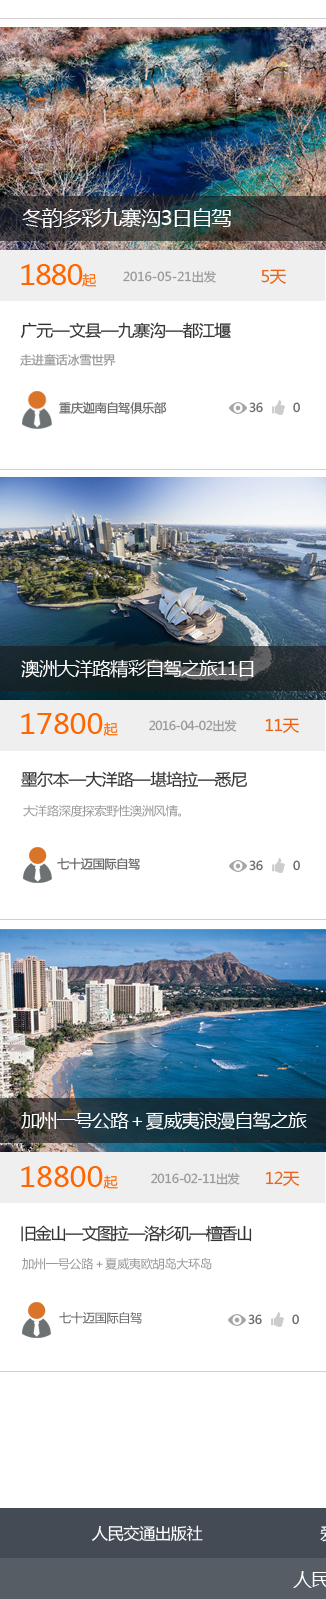 冬韵多彩九寨沟3日自驾
1880起 2016-05-21出发 5天
广元—文县—九寨沟—都江堰
走进童话冰雪世界
重庆迦南自驾俱乐部 36 0
澳洲大洋路精彩自驾之旅11日
17800起 2016-04-02出发 11天
墨尔本—大洋路—堪培拉—悉尼
大洋路深度探索野性澳洲风情。
七十迈国际自驾 36 0
加州一号公路+夏威夷浪漫自驾之旅
18800起 2016-02-11出发 12天
旧金山—文图拉—洛杉矶—檀香山
加州一号公路+夏威夷欧胡岛大环岛
七十迈国际自驾 36 0
人民交通出版社
人民